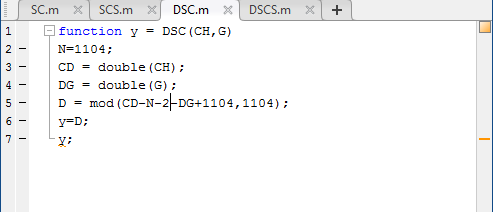 SC.m SCS.m DSC.m DSCS.m
1 function y = DSC(CH,G)
2 N=1104;
3 CD = double(CH);
4 DG = double(G);
5 D = mod(CD-N-2-DG+1104,1104);
6 y=D;
7 y;